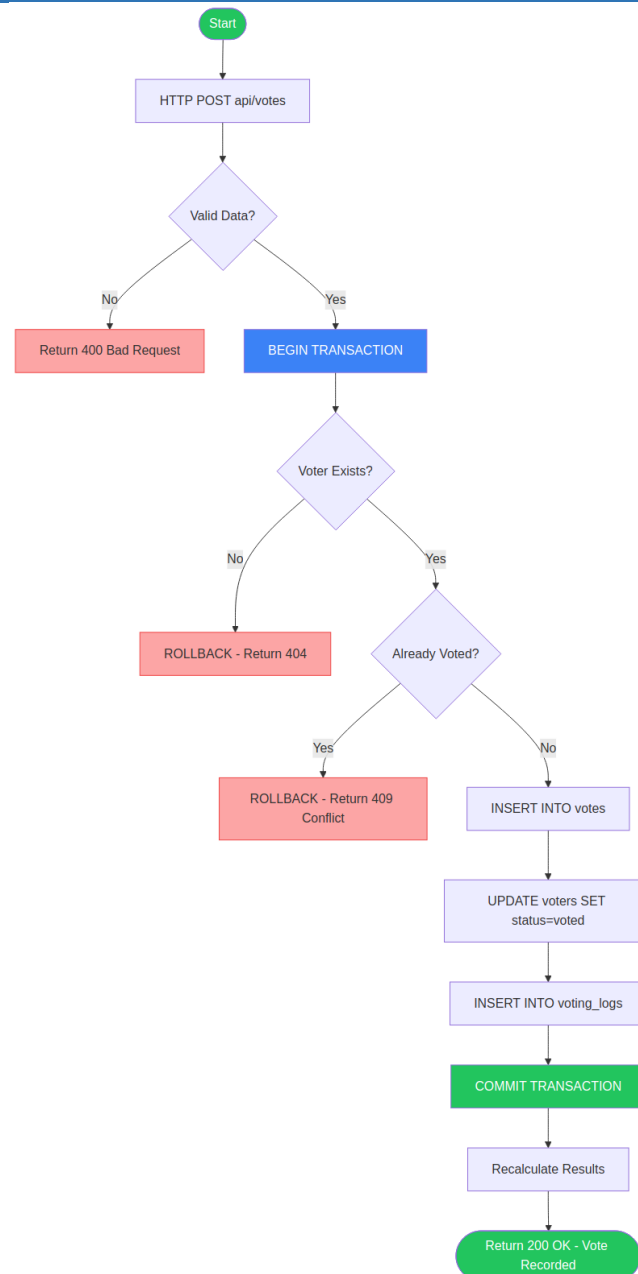 Start
HTTP POST api/votes
Valid Data?
No
Yes
Return 400 Bad Request
BEGIN TRANSACTION
Voter Exists?
No
Yes
ROLLBACK - Return 404
Already Voted?
Yes
No
ROLLBACK - Return 409
Conflict
INSERT INTO votes
UPDATE voters SET
status=voted
INSERT INTO voting_logs
COMMIT TRANSACTION
Recalculate Results
Return 200 OK - Vote
Recorded